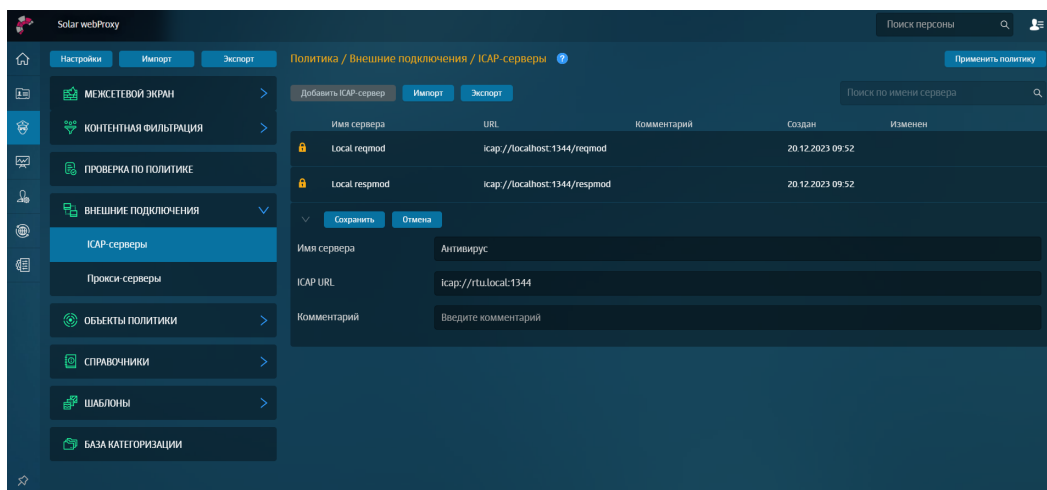 Solar webProxy
Поиск персоны
Настройки Импорт Экспорт
Политика / Внешние подключения / ICAP-серверы ?
Применить политику
МЕЖСЕТЕВОЙ ЭКРАН
КОНТЕНТНАЯ ФИЛЬТРАЦИЯ
ПРОВЕРКА ПО ПОЛИТИКЕ
ВНЕШНИЕ ПОДКЛЮЧЕНИЯ
ICAP-серверы
Прокси-серверы
ОБЪЕКТЫ ПОЛИТИКИ
СПРАВОЧНИКИ
ШАБЛОНЫ
БАЗА КАТЕГОРИЗАЦИИ
Добавить ICAP-сервер Импорт Экспорт
Поиск по имени сервера
Имя сервера URL Комментарий Создан Изменен
Local reqmod icap://localhost:1344/reqmod 20.12.2023 09:52
Local respmod icap://localhost:1344/respmod 20.12.2023 09:52
Сохранить Отмена
Имя сервера Антивирус
ICAP URL icap://rtu.local:1344
Комментарий Введите комментарий